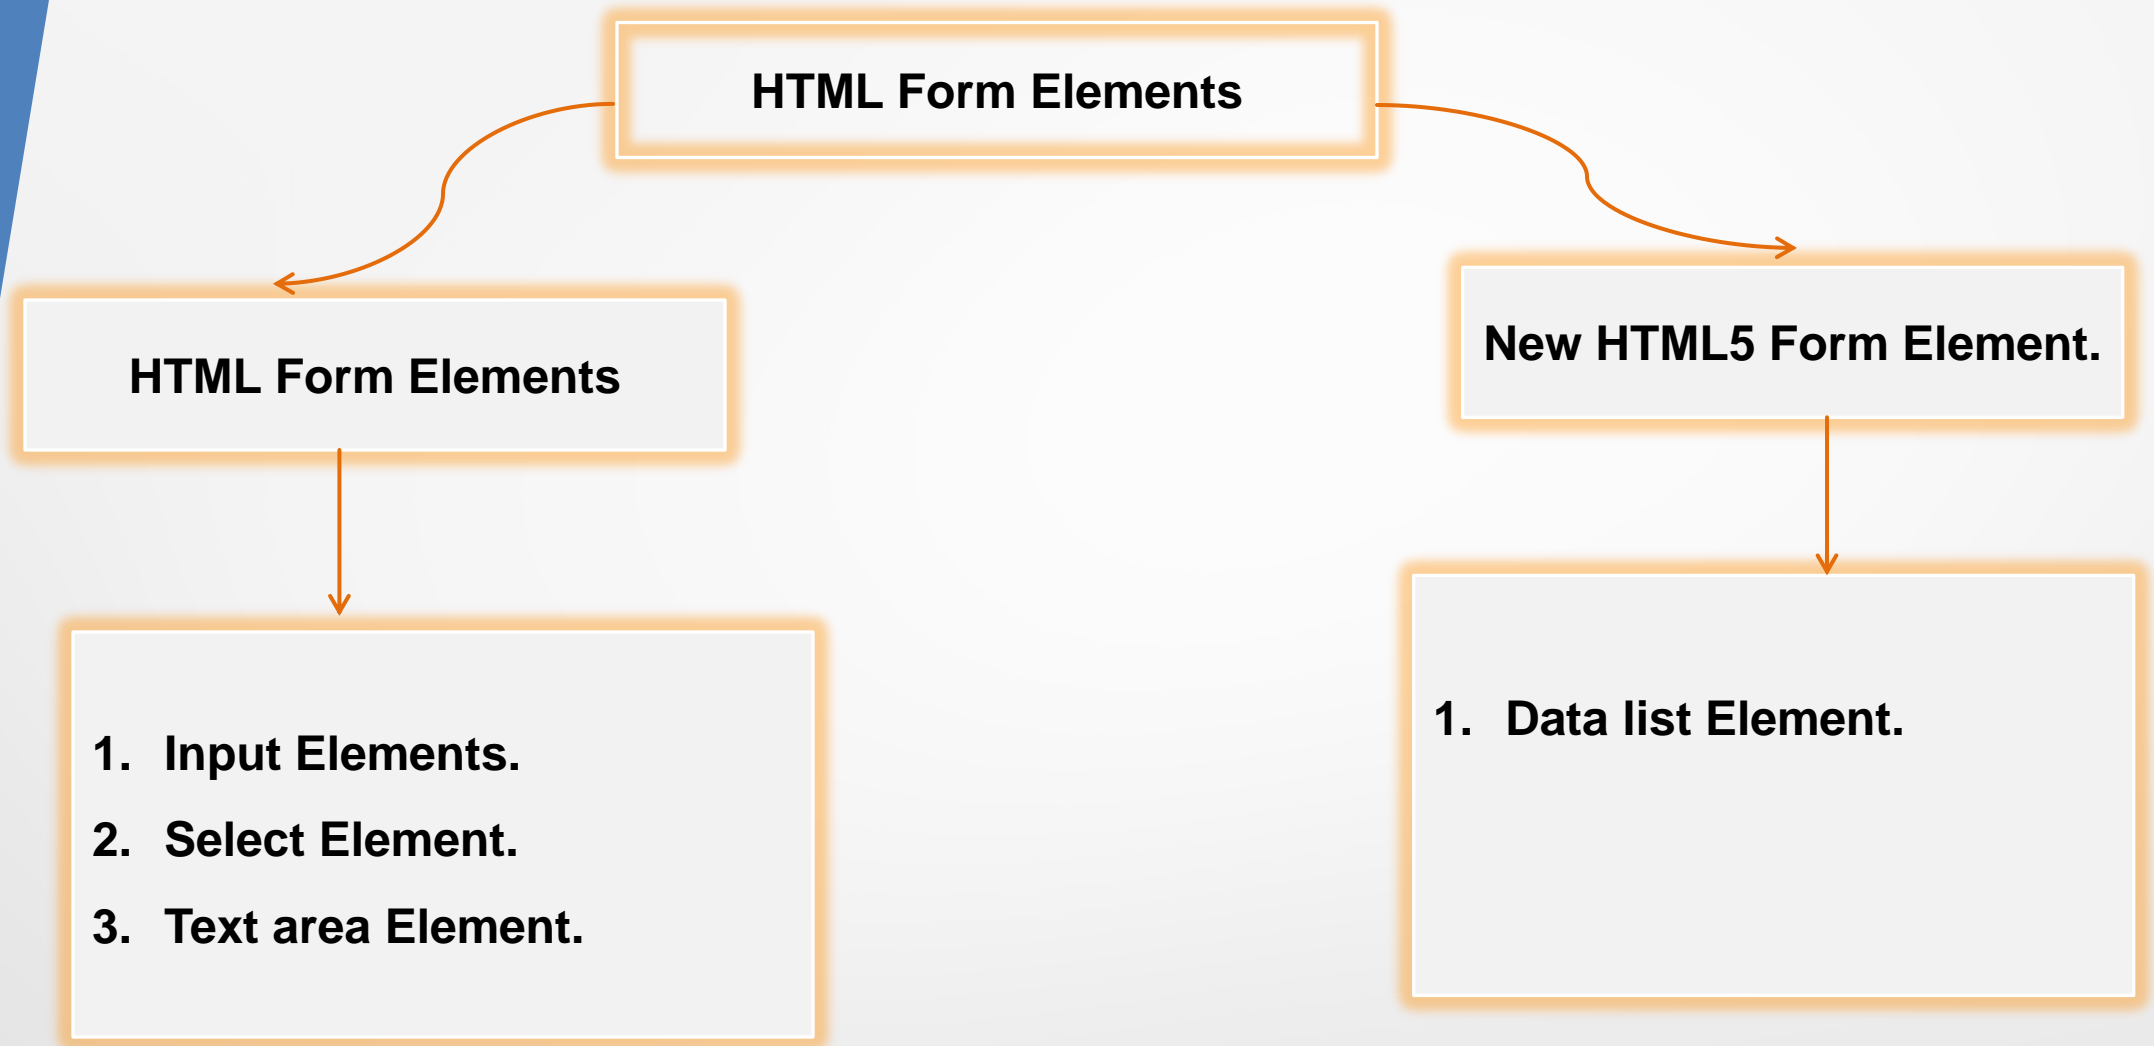 HTML Form Elements
HTML Form Elements
New HTML5 Form Element.
1. Input Elements.
2. Select Element.
3. Text area Element.
1. Data list Element.